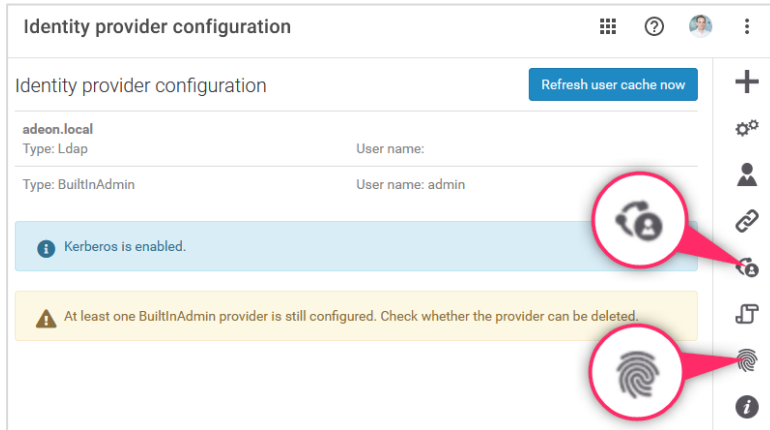 Identity provider configuration
Identity provider configuration
Refresh user cache now
adeon.local
Type: Ldap
User name:
Type: BuiltInAdmin
User name: admin
Kerberos is enabled.
At least one BuiltInAdmin provider is still configured. Check whether the provider can be deleted.